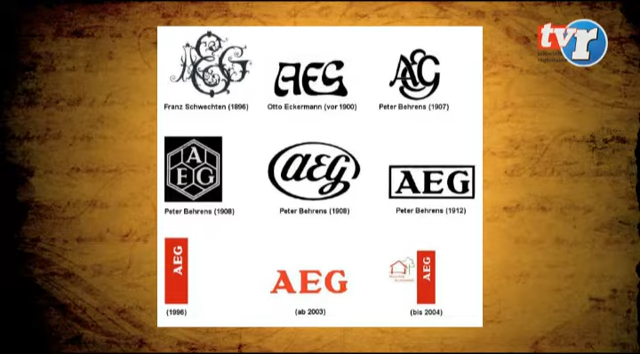 tvr
AEG
AEG
AEG
Franz Schwechten (1896)
Otto Eckermann (vor 1900)
Peter Behrens (1907)
AEG
AEG
AEG
Peter Behrens (1908)
Peter Behrens (1908)
Peter Behrens (1912)
AEG
AEG
AEG
(1996)
(ab 2003)
(bis 2004)